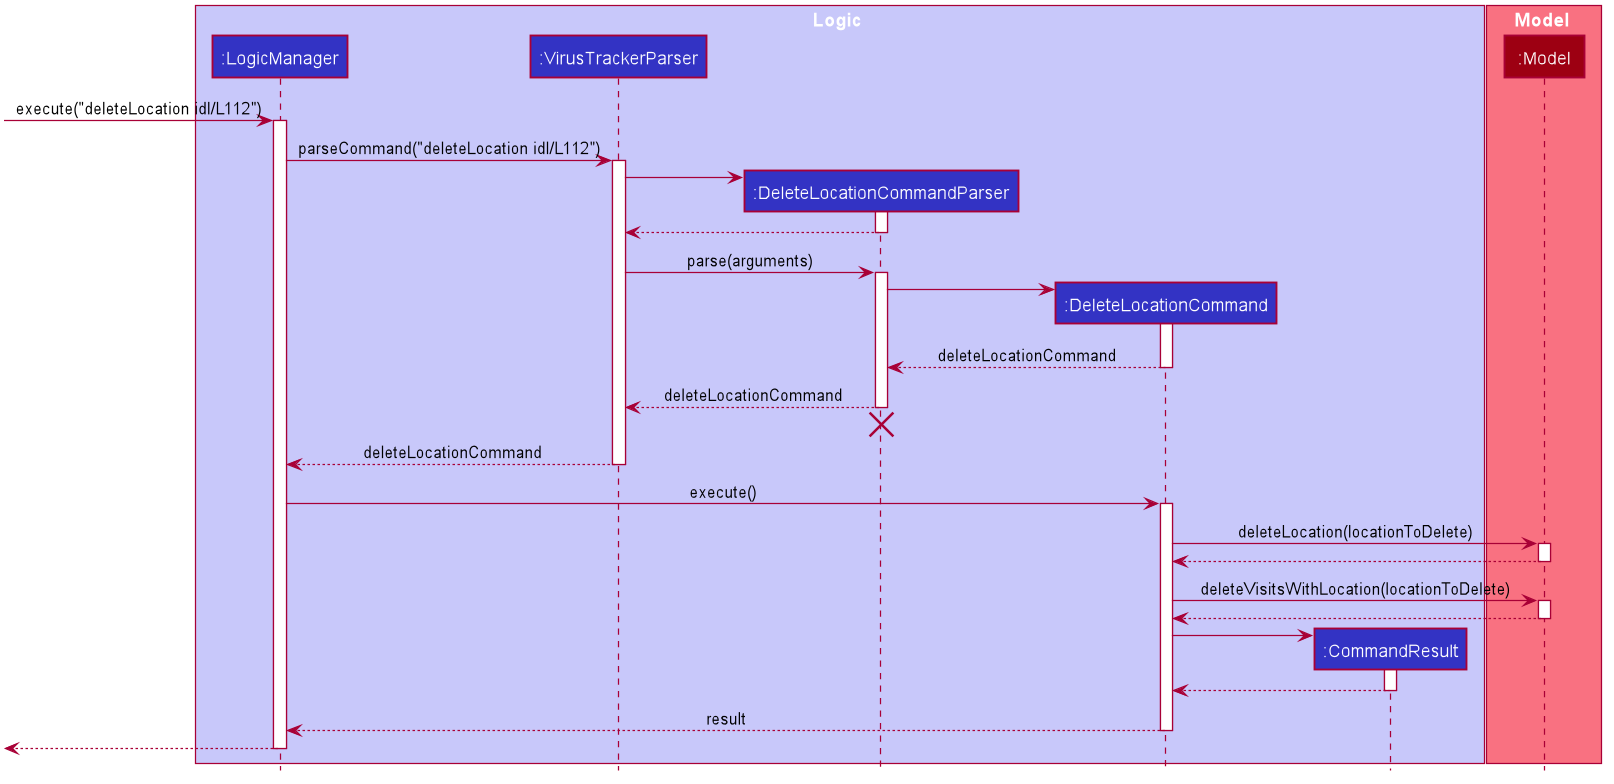 Logic
Model
:LogicManager
:VirusTrackerParser
:Model
execute("deleteLocation idl/L112")
parseCommand("deleteLocation idl/L112")
:DeleteLocationCommandParser
parse(arguments)
:DeleteLocationCommand
deleteLocationCommand
deleteLocationCommand
deleteLocationCommand
execute()
deleteLocation(locationToDelete)
deleteVisitsWithLocation(locationToDelete)
:CommandResult
result